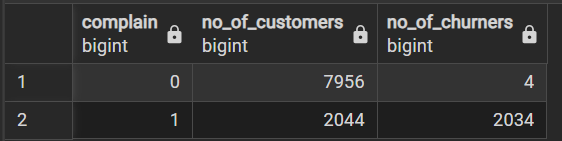 complain no_of_customers no_of_churners
bigint bigint bigint
1 0 7956 4
2 1 2044 2034